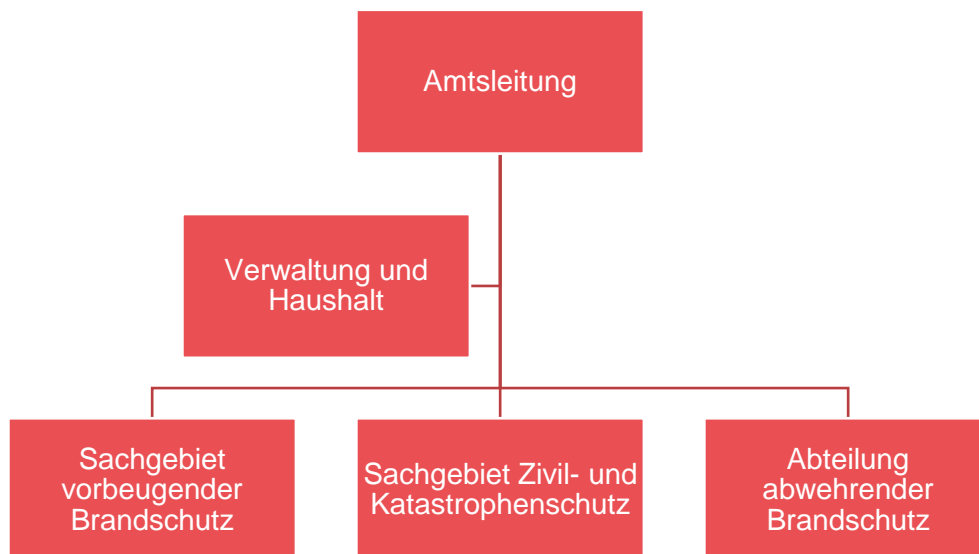 Amtsleitung
Verwaltung und
Haushalt
Sachgebiet
vorbeugender
Brandschutz
Sachgebiet Zivil- und
Katastrophenschutz
Abteilung
abwehrender
Brandschutz